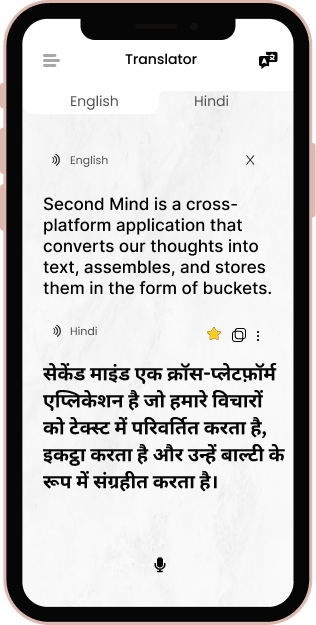 Translator
English
Hindi
English
X
Second Mind is a cross-
platform application that
converts our thoughts into
text, assembles, and stores
them in the form of buckets.
Hindi
सेकेंड माइंड एक क्रॉस-प्लेटफ़ॉर्म
एप्लिकेशन है जो हमारे विचारों
को टेक्स्ट में परिवर्तित करता है,
इकट्ठा करता है और उन्हें बाल्टी के
रूप में संग्रहीत करता है।